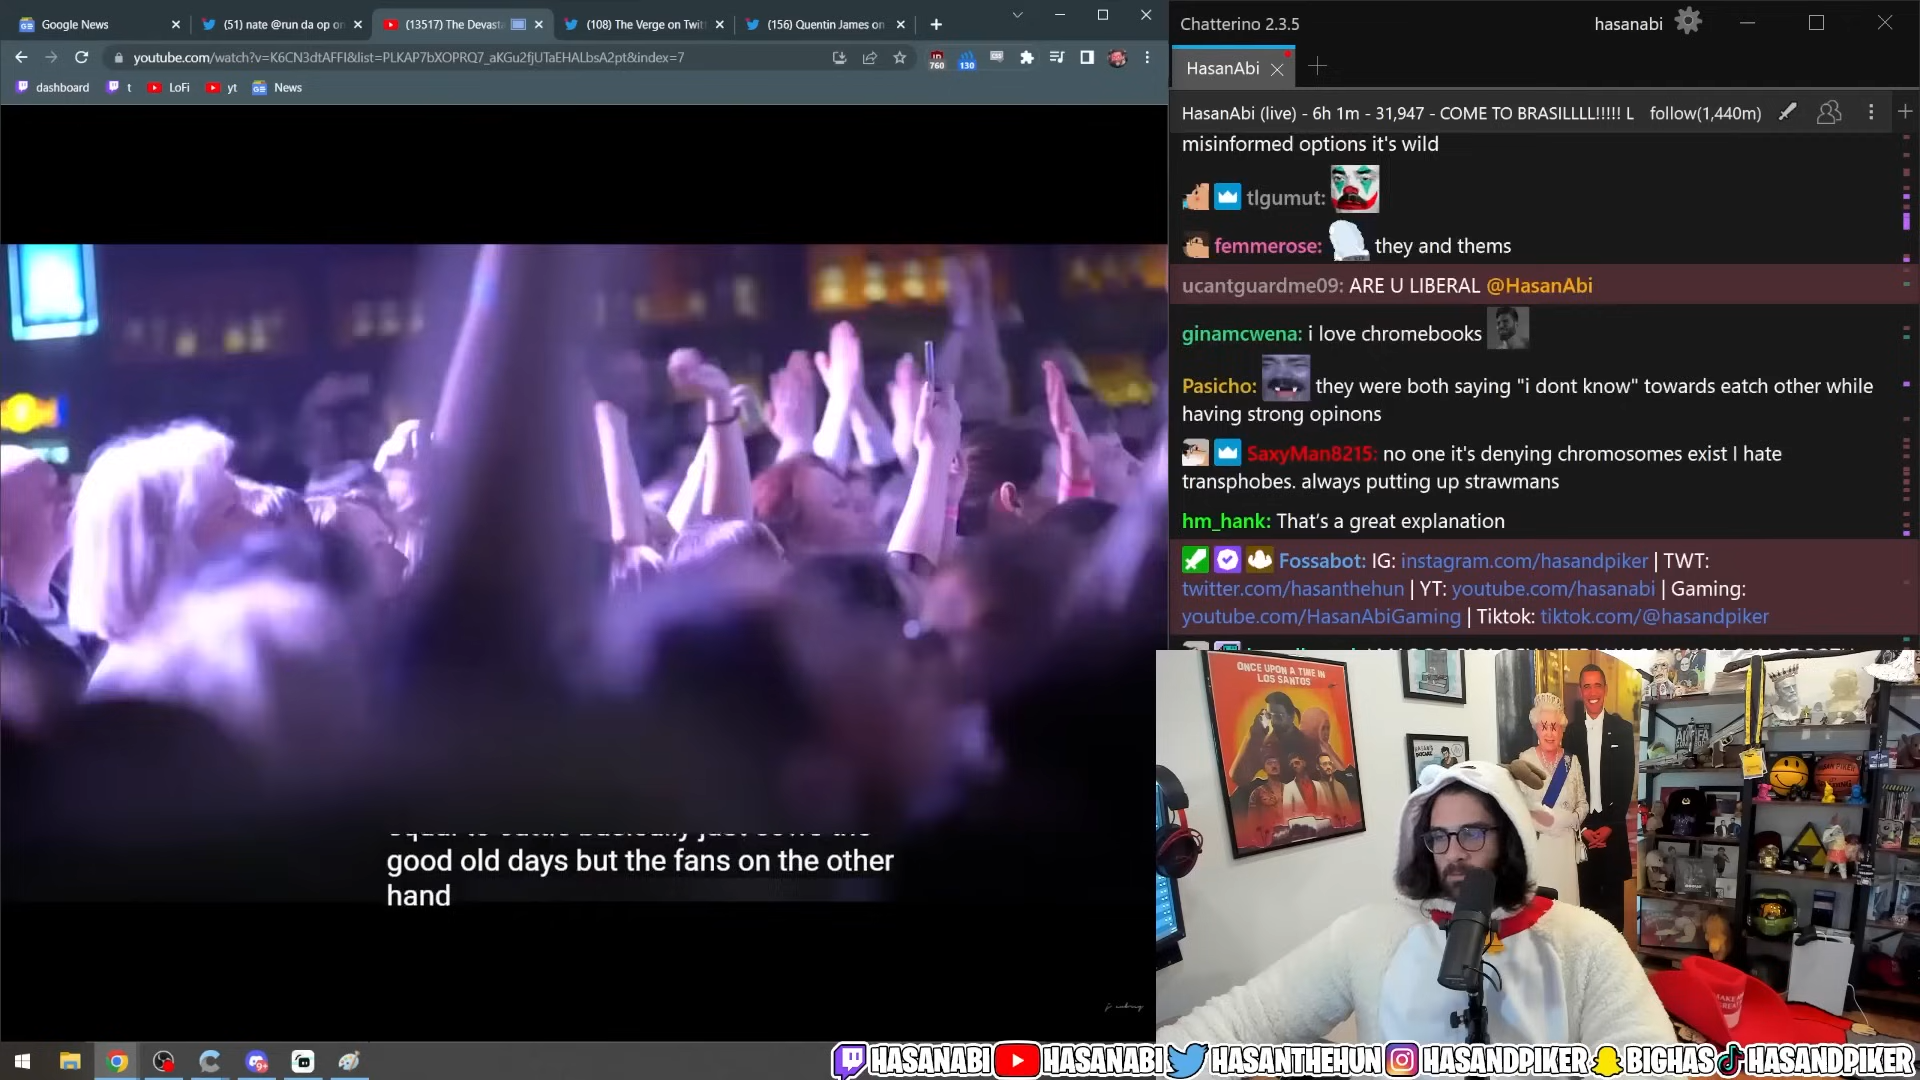 Google News
(51) nate @run da op on
(13517) The Devasta
(108) The Verge on Twitt
(156) Quentin James on
youtube.com/watch?v=K6CN3dtAFFI&list=PLKAP7bXOPRQ7_aKGu2fjUTaEHALbsA2pt&index=7
760
130
dashboard
t
LoFi
yt
News
good old days but the fans on the other
hand
Chatterino 2.3.5
hasanabi
HasanAbi
HasanAbi (live) - 6h 1m - 31,947 - COME TO BRASILLLL!!!!! L
follow(1,440m)
misinformed options it's wild
tlgumut:
femmerose: they and thems
ucantguardme09: ARE U LIBERAL @HasanAbi
ginamcwena: i love chromebooks
Pasicho: they were both saying "i dont know" towards eatch other while
having strong opinons
SaxyMan8215: no one it's denying chromosomes exist I hate
transphobes. always putting up strawmans
hm_hank: That's a great explanation
Fossabot: IG: instagram.com/hasandpiker | TWT:
twitter.com/hasanthehun | YT: youtube.com/hasanabi | Gaming:
youtube.com/HasanAbiGaming | Tiktok: tiktok.com/@hasandpiker
ONCE UPON A TIME IN
LOS SANTOS
HASANABI HASANABI HASANTHEHUN HASANDPIKER BIGHAS HASANDPIKER